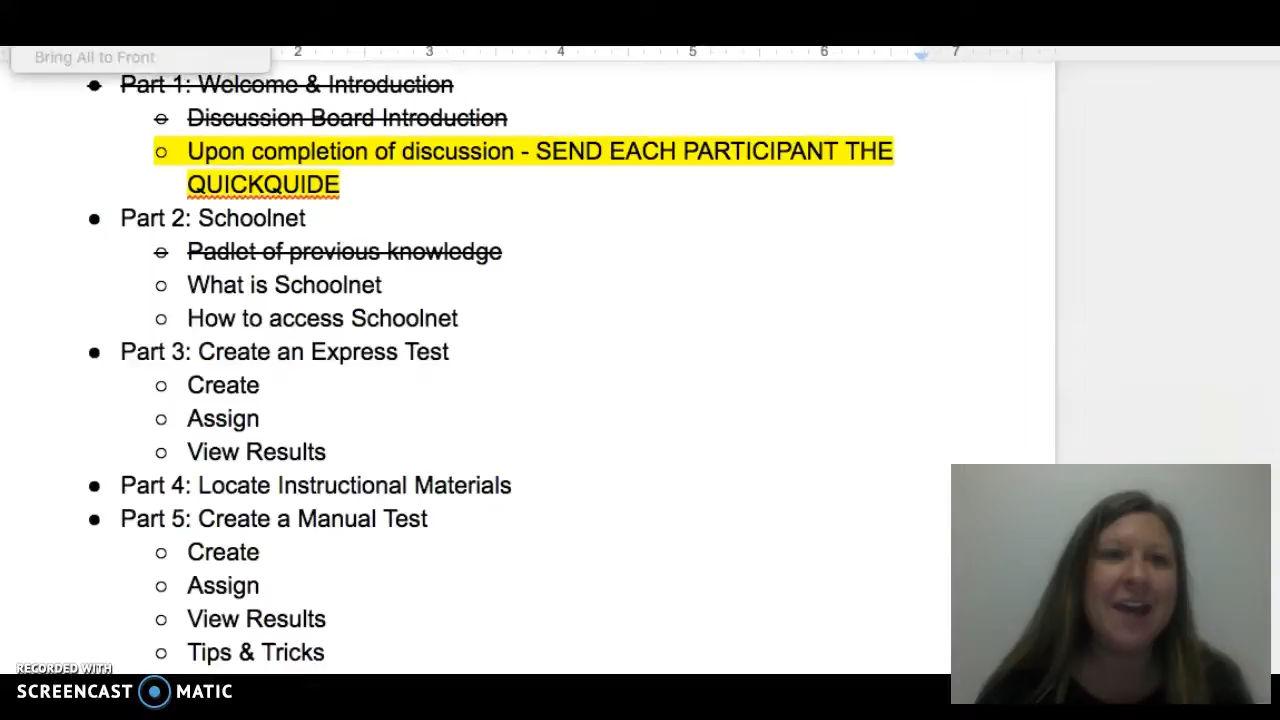 Bring All to Front
2 3 4 5 6 7
Part 1: Welcome & Introduction
Discussion Board Introduction
Upon completion of discussion - SEND EACH PARTICIPANT THE
QUICKQUIDE
Part 2: Schoolnet
Padlet of previous knowledge
What is Schoolnet
How to access Schoolnet
Part 3: Create an Express Test
Create
Assign
View Results
Part 4: Locate Instructional Materials
Part 5: Create a Manual Test
Create
Assign
View Results
Tips & Tricks
RECORDED WITH
SCREENCAST MATIC